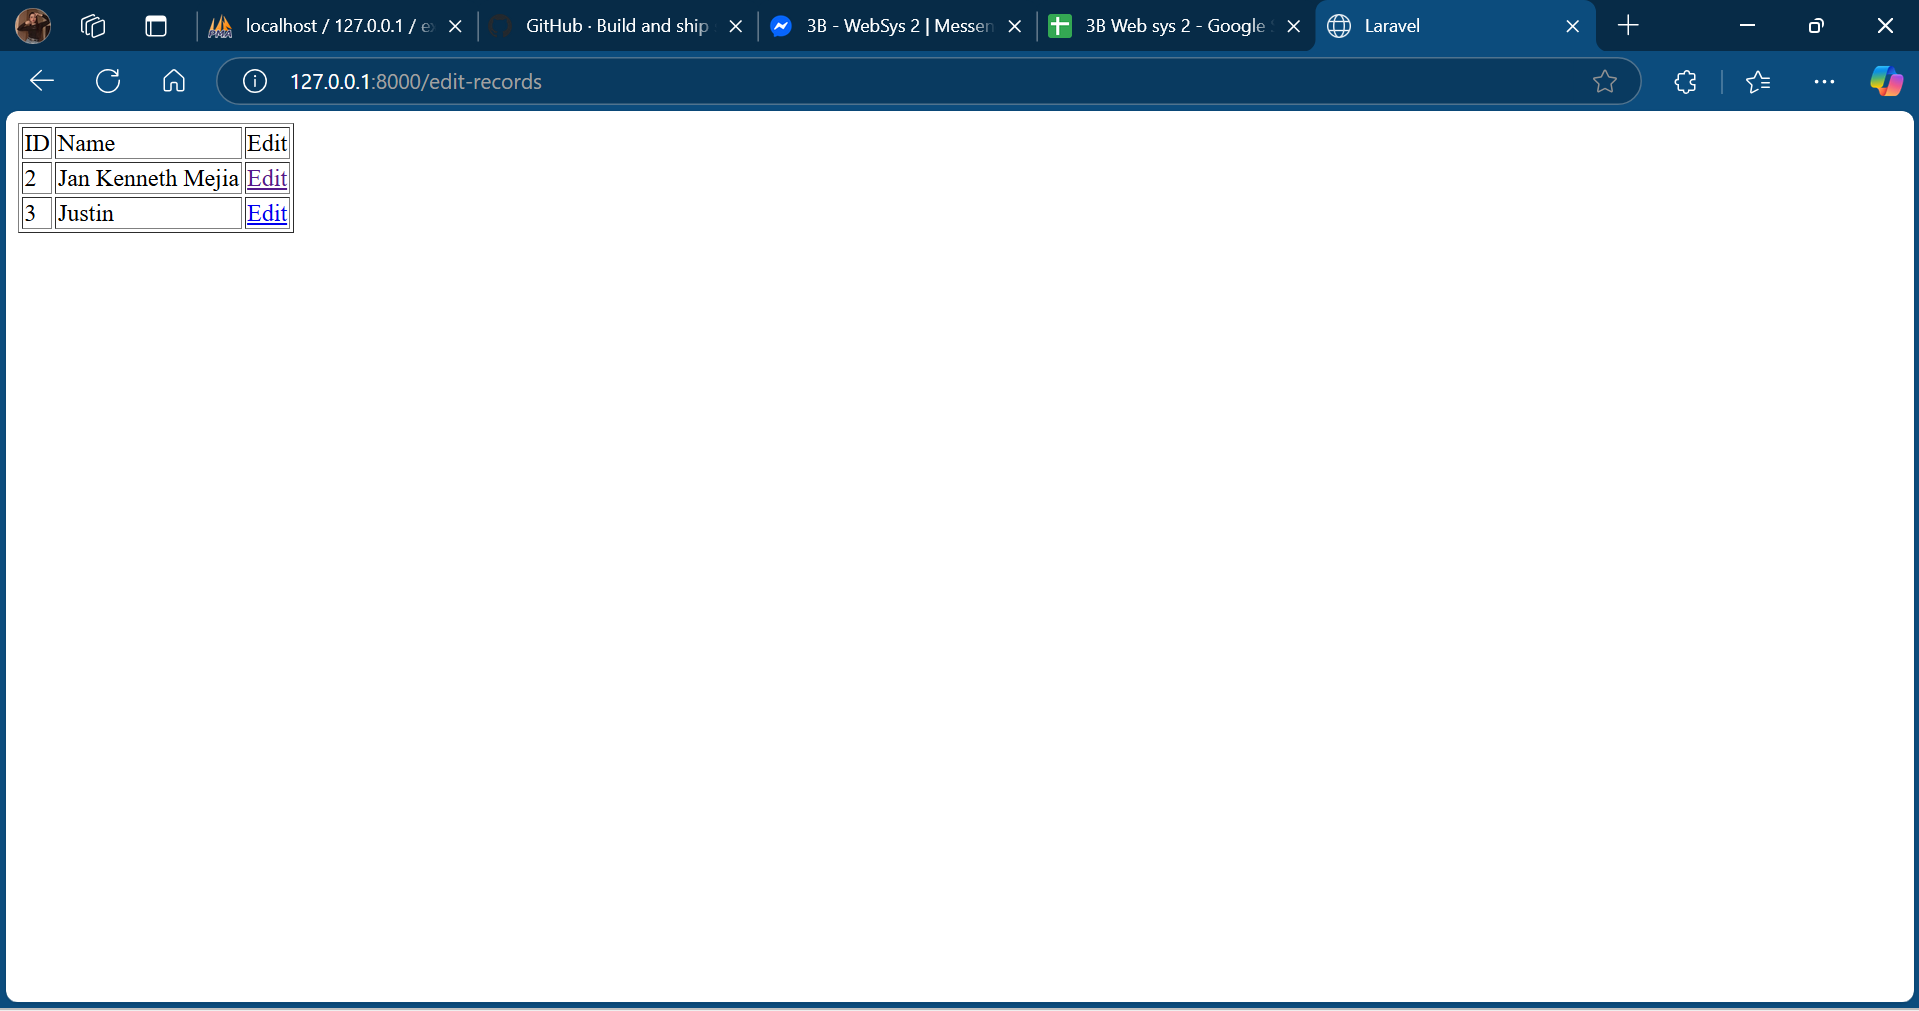 localhost / 127.0.0.1 / e
GitHub · Build and ship
3B - WebSys 2 | Messen
3B Web sys 2 - Google
Laravel
127.0.0.1:8000/edit-records
ID Name Edit
2 Jan Kenneth Mejia Edit
3 Justin Edit